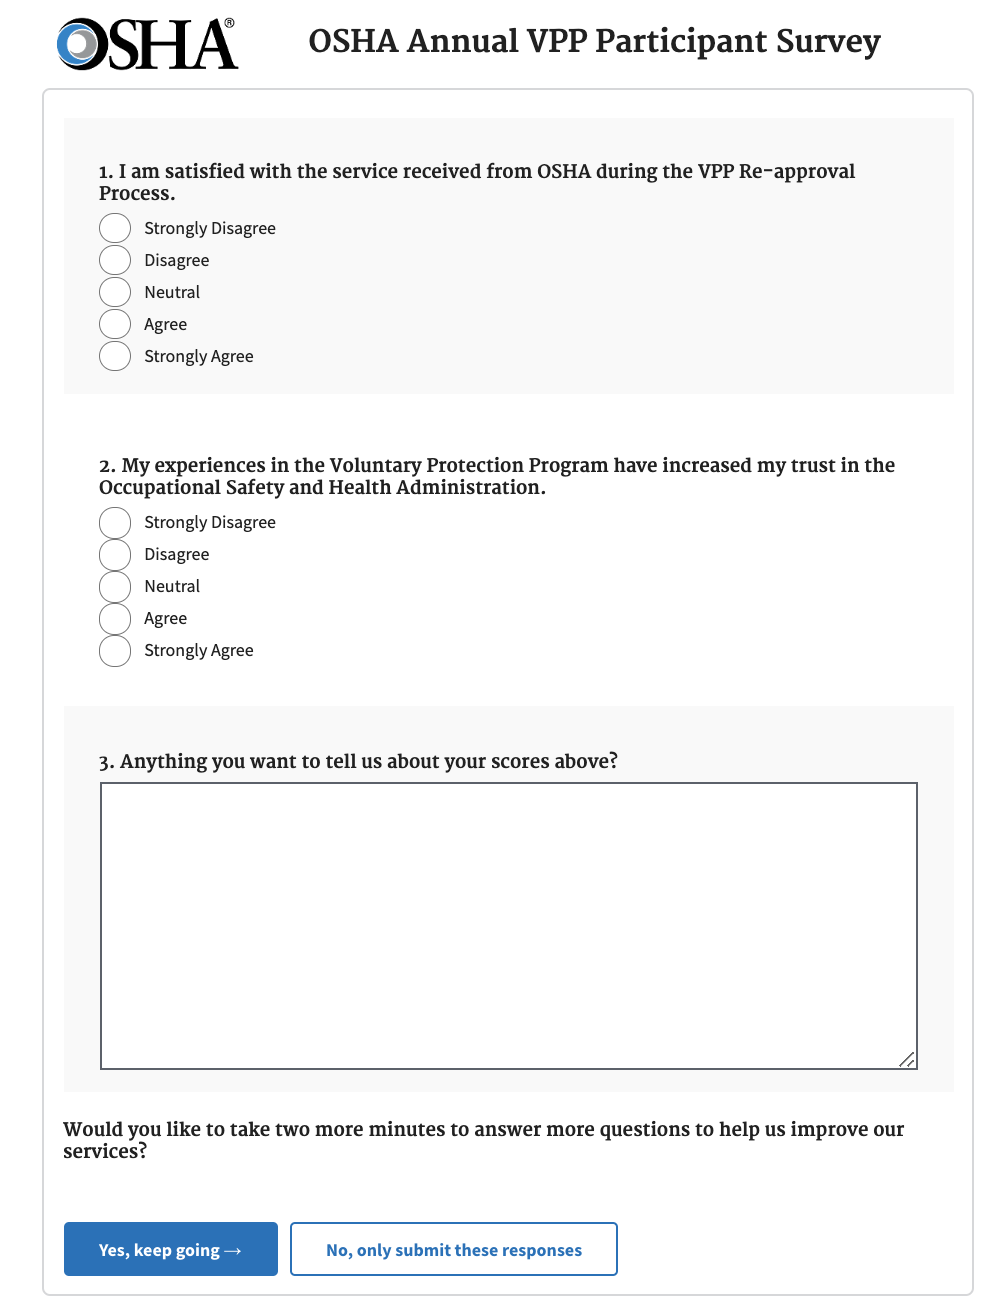 OSHA®
OSHA Annual VPP Participant Survey
1. I am satisfied with the service received from OSHA during the VPP Re-approval
Process.
Strongly Disagree
Disagree
Neutral
Agree
Strongly Agree
2. My experiences in the Voluntary Protection Program have increased my trust in the
Occupational Safety and Health Administration.
Strongly Disagree
Disagree
Neutral
Agree
Strongly Agree
3. Anything you want to tell us about your scores above?
Would you like to take two more minutes to answer more questions to help us improve our
services?
Yes, keep going →
No, only submit these responses